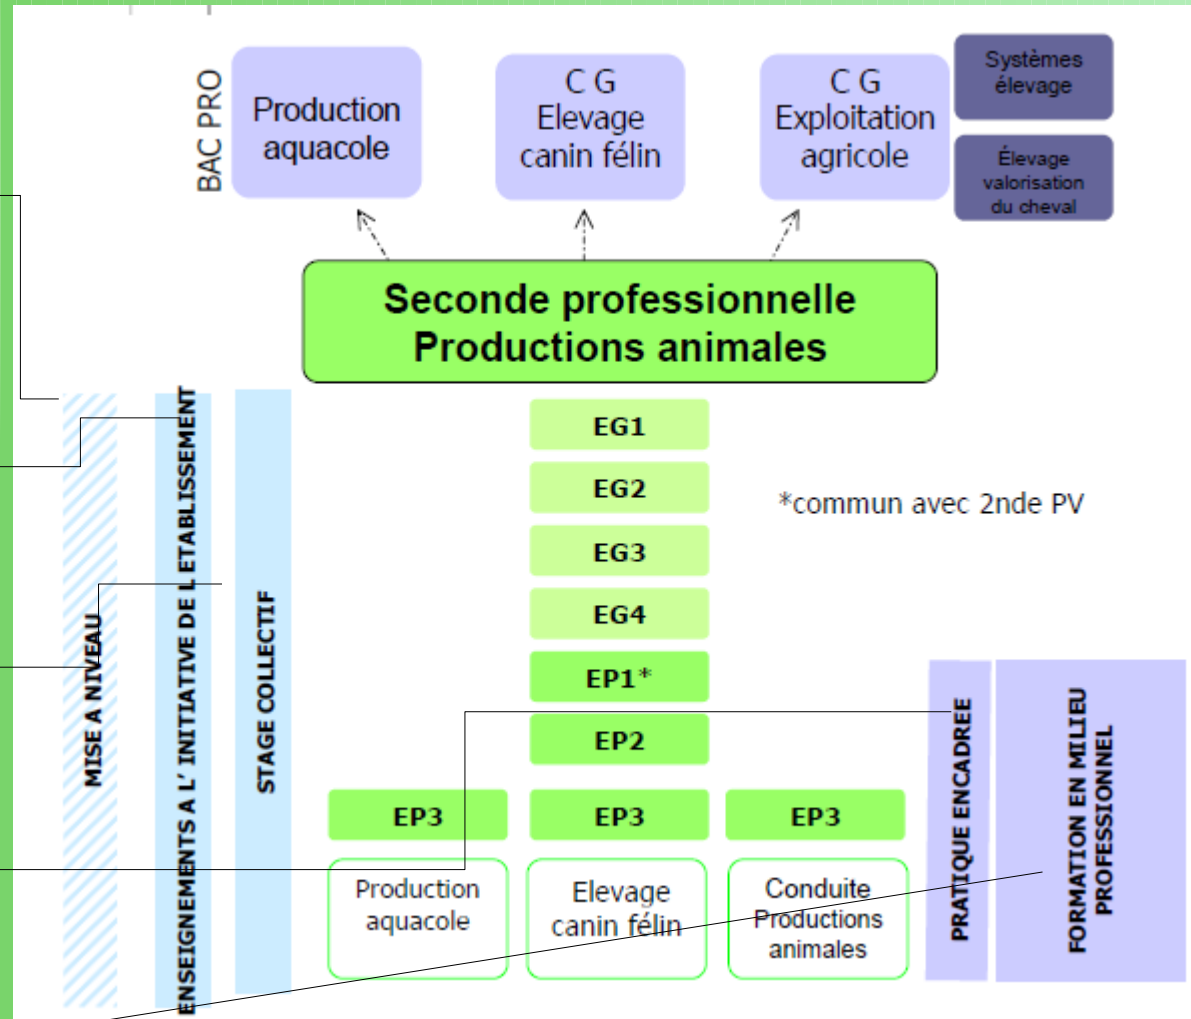 BAC PRO
Production
aquacole
C G
Elevage
canin félin
C G
Exploitation
agricole
Systèmes
élevage
Élevage
valorisation
du cheval
Seconde professionnelle
Productions animales
MISE A NIVEAU
ENSEIGNEMENTS A L' INITIATIVE DE L ETABLISSEMENT
STAGE COLLECTIF
EG1
EG2
EG3
EG4
EP1*
EP2
*commun avec 2nde PV
EP3
EP3
EP3
Production
aquacole
Elevage
canin félin
Conduite
Productions
animales
PRATIQUE ENCADREE
FORMATION EN MILIEU
PROFESSIONNEL